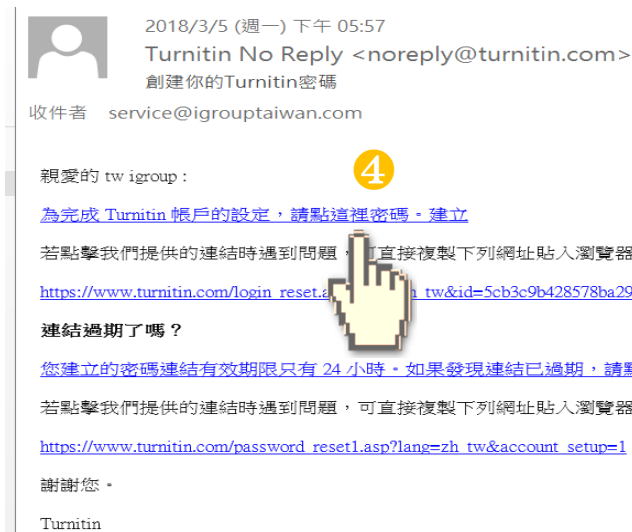 2018/3/5 (週一) 下午 05:57
Turnitin No Reply <noreply@turnitin.com>
創建你的Turnitin密碼
收件者 service@igrouptaiwan.com
親愛的 tw igroup :
4
為完成 Turnitin 帳戶的設定，請點這裡密碼。建立
若點擊我們提供的連結時遇到問題，可直接複製下列網址貼入瀏覽器
https://www.turnitin.com/login_reset.a tw&id=5cb3c9b428578ba29
連結過期了嗎？
您建立的密碼連結有效期限只有 24 小時。如果發現連結已過期，請點
若點擊我們提供的連結時遇到問題，可直接複製下列網址貼入瀏覽器
https://www.turnitin.com/password_reset1.asp?lang=zh_tw&account_setup=1
謝謝您。
Turnitin